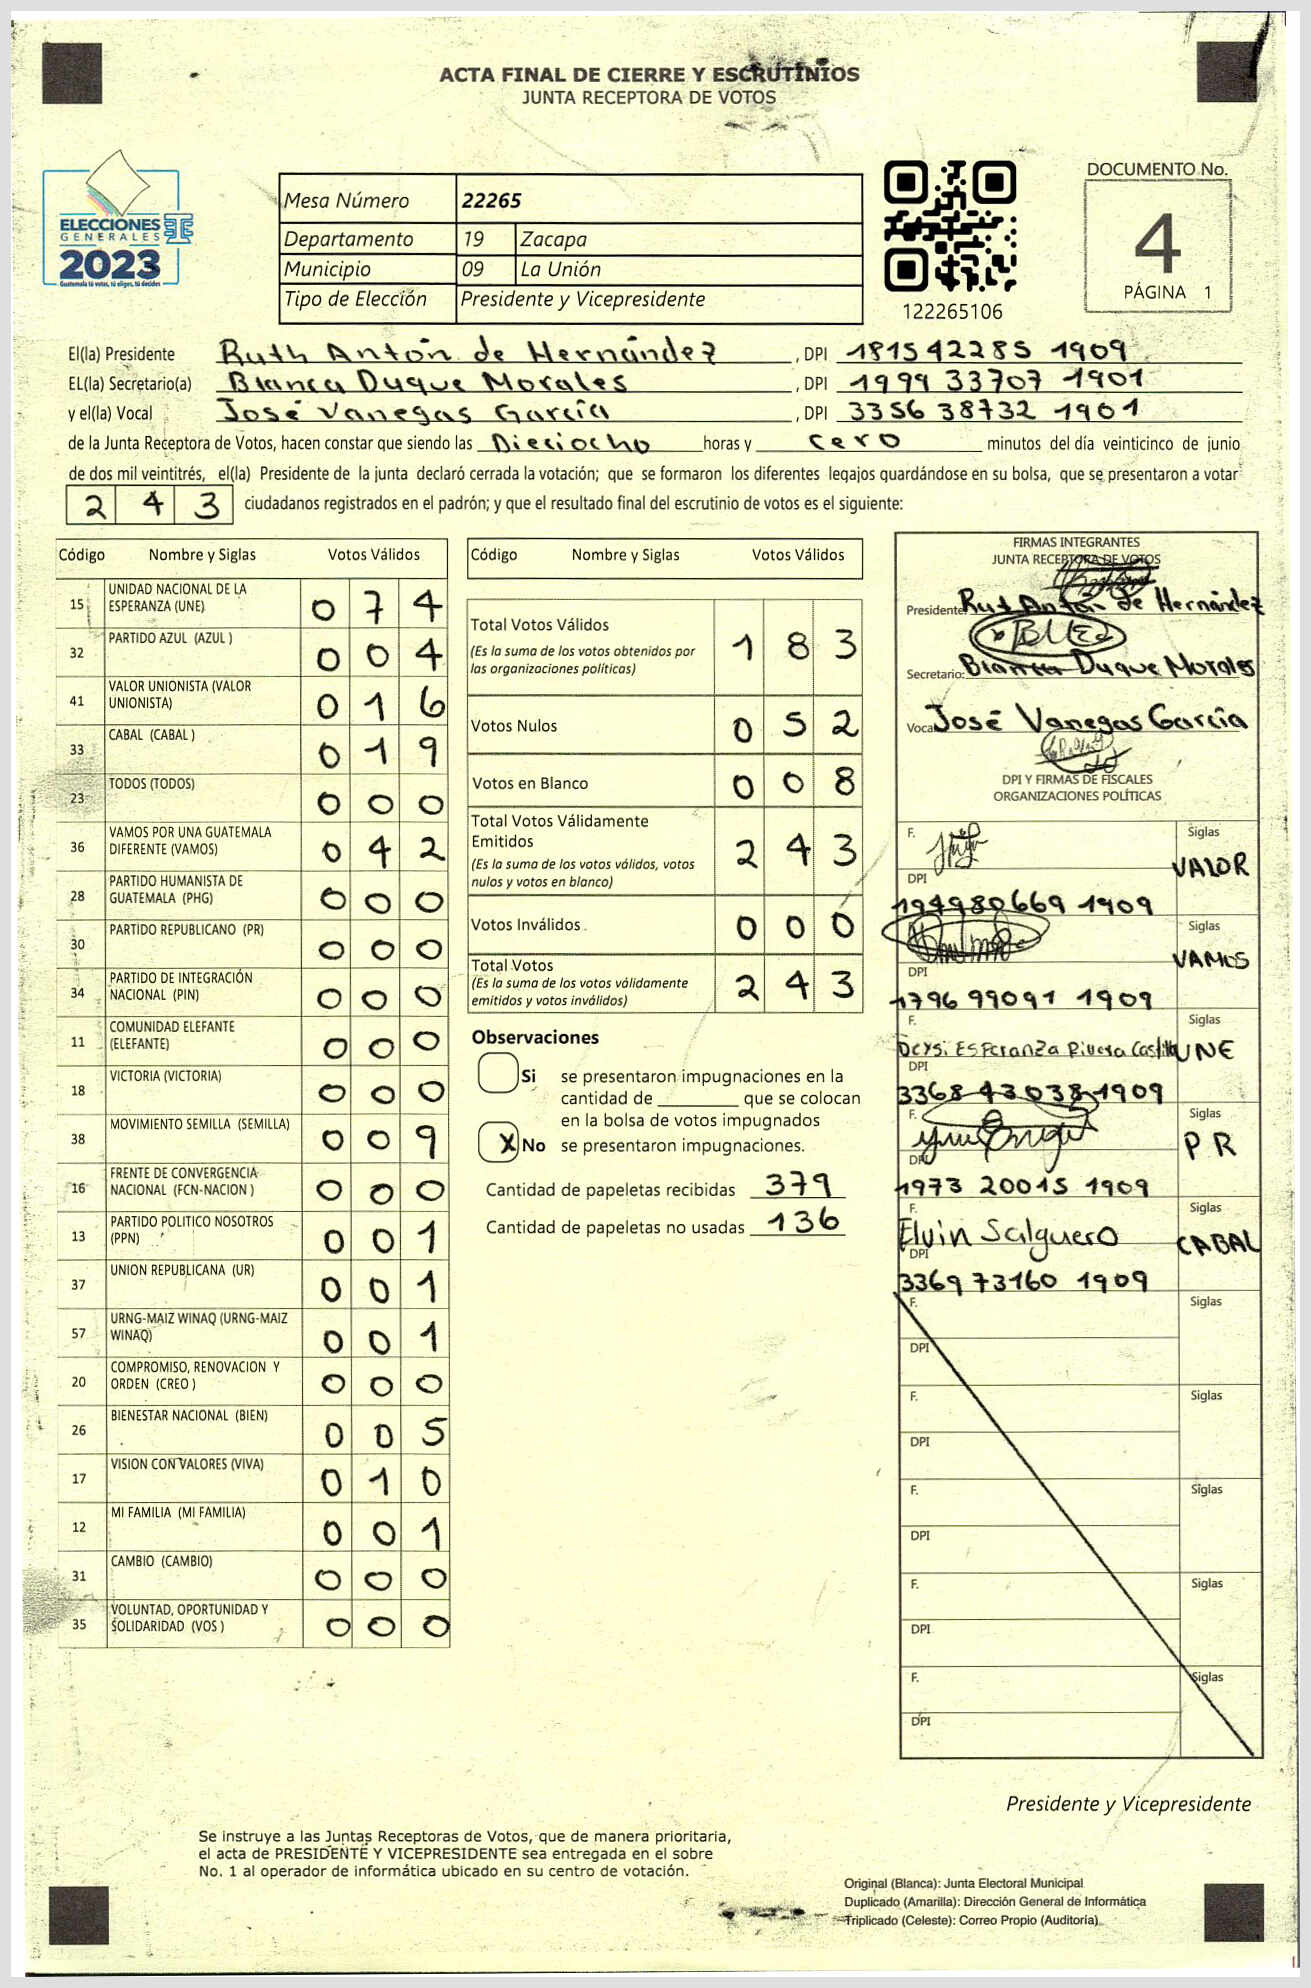 ACTA FINAL DE CIERRE Y ESCRUTINIOS
JUNTA RECEPTORA DE VOTOS
ELECCIONES
GENERALES
2023
Guatemala tú votas, tú eliges, tú decides
Mesa Número 22265
Departamento 19 Zacapa
Municipio 09 La Unión
Tipo de Elección Presidente y Vicepresidente
122265106
DOCUMENTO No.
4
PÁGINA 1
El(la) Presidente Ruth Antón de Hernández, DPI 181542285 1909
EL(la) Secretario(a) Blanca Duque Morales, DPI 1999 33707 1901
y el(la) Vocal José Vanegas García, DPI 3356 38732 1901
de la Junta Receptora de Votos, hacen constar que siendo las Dieciocho horas y cero minutos del día veinticinco de junio
de dos mil veintitrés, el(la) Presidente de la junta declaró cerrada la votación; que se formaron los diferentes legajos quardándose en su bolsa, que se presentaron a votar
2 4 3 ciudadanos registrados en el padrón; y que el resultado final del escrutinio de votos es el siguiente:
Código Nombre y Siglas Votos Válidos
15 UNIDAD NACIONAL DE LA ESPERANZA (UNE) 0 7 4
32 PARTIDO AZUL (AZUL ) 0 0 4
41 VALOR UNIONISTA (VALOR UNIONISTA) 0 1 6
33 CABAL (CABAL ) 0 1 9
23 TODOS (TODOS) 0 0 0
36 VAMOS POR UNA GUATEMALA DIFERENTE (VAMOS) 0 4 2
28 PARTIDO HUMANISTA DE GUATEMALA (PHG) 0 0 0
30 PARTIDO REPUBLICANO (PR) 0 0 0
34 PARTIDO DE INTEGRACIÓN NACIONAL (PIN) 0 0 0
11 COMUNIDAD ELEFANTE (ELEFANTE) 0 0 0
18 VICTORIA (VICTORIA) 0 0 0
38 MOVIMIENTO SEMILLA (SEMILLA) 0 0 9
16 FRENTE DE CONVERGENCIA NACIONAL (FCN-NACION ) 0 0 0
13 PARTIDO POLITICO NOSOTROS (PPN) 0 0 1
37 UNION REPUBLICANA (UR) 0 0 1
57 URNG-MAIZ WINAQ (URNG-MAIZ WINAQ) 0 0 1
20 COMPROMISO, RENOVACION Y ORDEN (CREO ) 0 0 0
26 BIENESTAR NACIONAL (BIEN) 0 0 5
17 VISION CON VALORES (VIVA) 0 1 0
12 MI FAMILIA (MI FAMILIA) 0 0 1
31 CAMBIO (CAMBIO) 0 0 0
35 VOLUNTAD, OPORTUNIDAD Y SOLIDARIDAD (VOS ) 0 0 0
Código Nombre y Siglas Votos Válidos
Total Votos Válidos 1 8 3
(Es la suma de los votos obtenidos por
las organizaciones políticas)
Votos Nulos 0 5 2
Votos en Blanco 0 0 8
Total Votos Válidamente
Emitidos 2 4 3
(Es la suma de los votos válidos, votos
nulos y votos en blanco)
Votos Inválidos 0 0 0
Total Votos
(Es la suma de los votos válidamente
emitidos y votos inválidos) 2 4 3
Observaciones
Si se presentaron impugnaciones en la
cantidad de ________ que se colocan
en la bolsa de votos impugnados
X No se presentaron impugnaciones.
Cantidad de papeletas recibidas 379
Cantidad de papeletas no usadas 136
FIRMAS INTEGRANTES
JUNTA RECEPTORA DE VOTOS
Presidente: Rut Antón de Hernández
Secretario: Blanca Duque Morales
Vocal José Vanegas García
DPI Y FIRMAS DE FISCALES
ORGANIZACIONES POLÍTICAS
F. Siglas
VALOR
DPI
194980669 1909
F. Siglas
VAMOS
DPI
1796 99091 1909
F. Siglas
Deysi Esperanza Rivera Castillo UNE
DPI
3368 43038 1909
F. Siglas
PR
DPI
1973 20015 1909
F. Siglas
Elvin Salguero CABAL
DPI
3369 73160 1909
F. Siglas
DPI
F. Siglas
DPI
F. Siglas
DPI
F. Siglas
DPI
F. Siglas
DPI
Presidente y Vicepresidente
Se instruye a las Juntas Receptoras de Votos, que de manera prioritaria,
el acta de PRESIDENTE Y VICEPRESIDENTE sea entregada en el sobre
No. 1 al operador de informática ubicado en su centro de votación.
Original (Blanca): Junta Electoral Municipal
Duplicado (Amarilla): Dirección General de Informática
Triplicado (Celeste): Correo Propio (Auditoría)